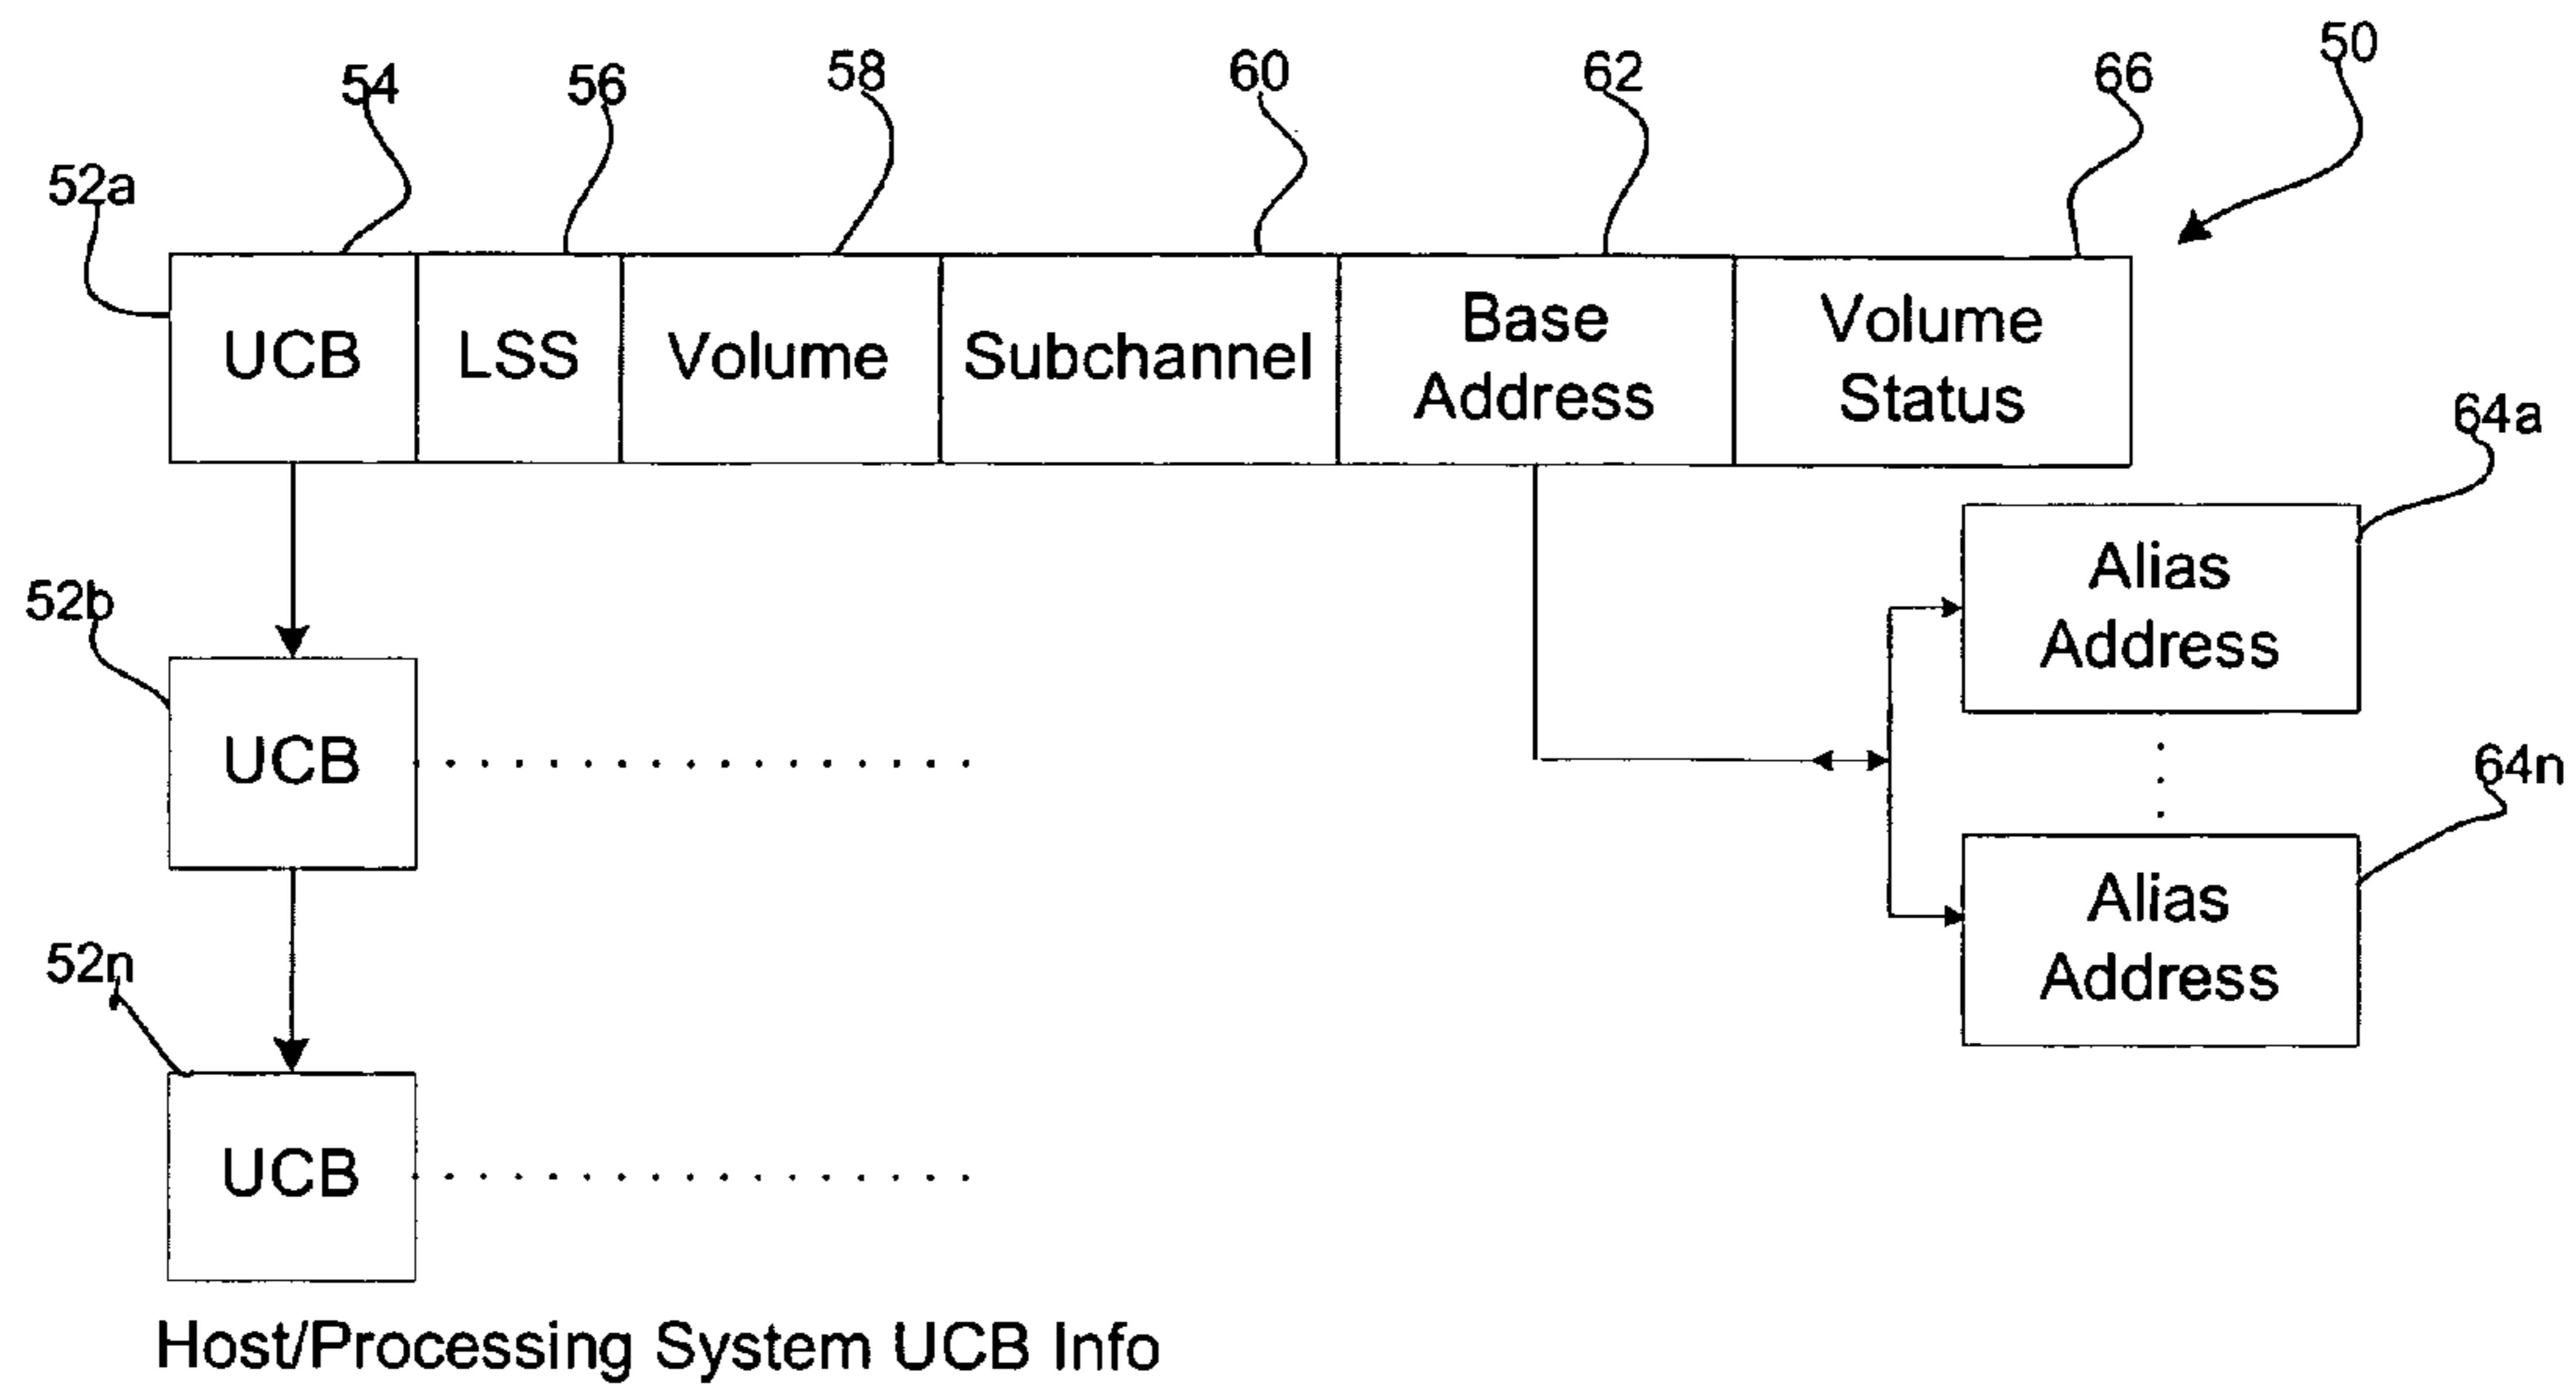 54 56 58 60 62 66 50
52a
UCB LSS Volume Subchannel Base Address Volume Status
64a
Alias
Address
52b
UCB
64n
Alias
Address
52n
UCB
Host/Processing System UCB Info